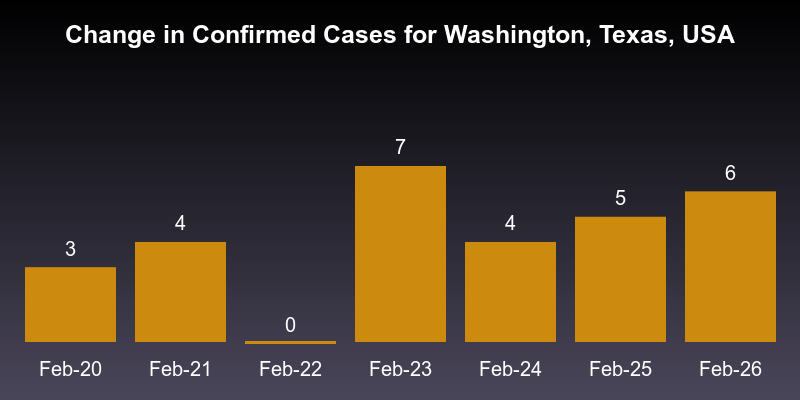 Change in Confirmed Cases for Washington, Texas, USA
3
4
0
7
4
5
6
Feb-20
Feb-21
Feb-22
Feb-23
Feb-24
Feb-25
Feb-26